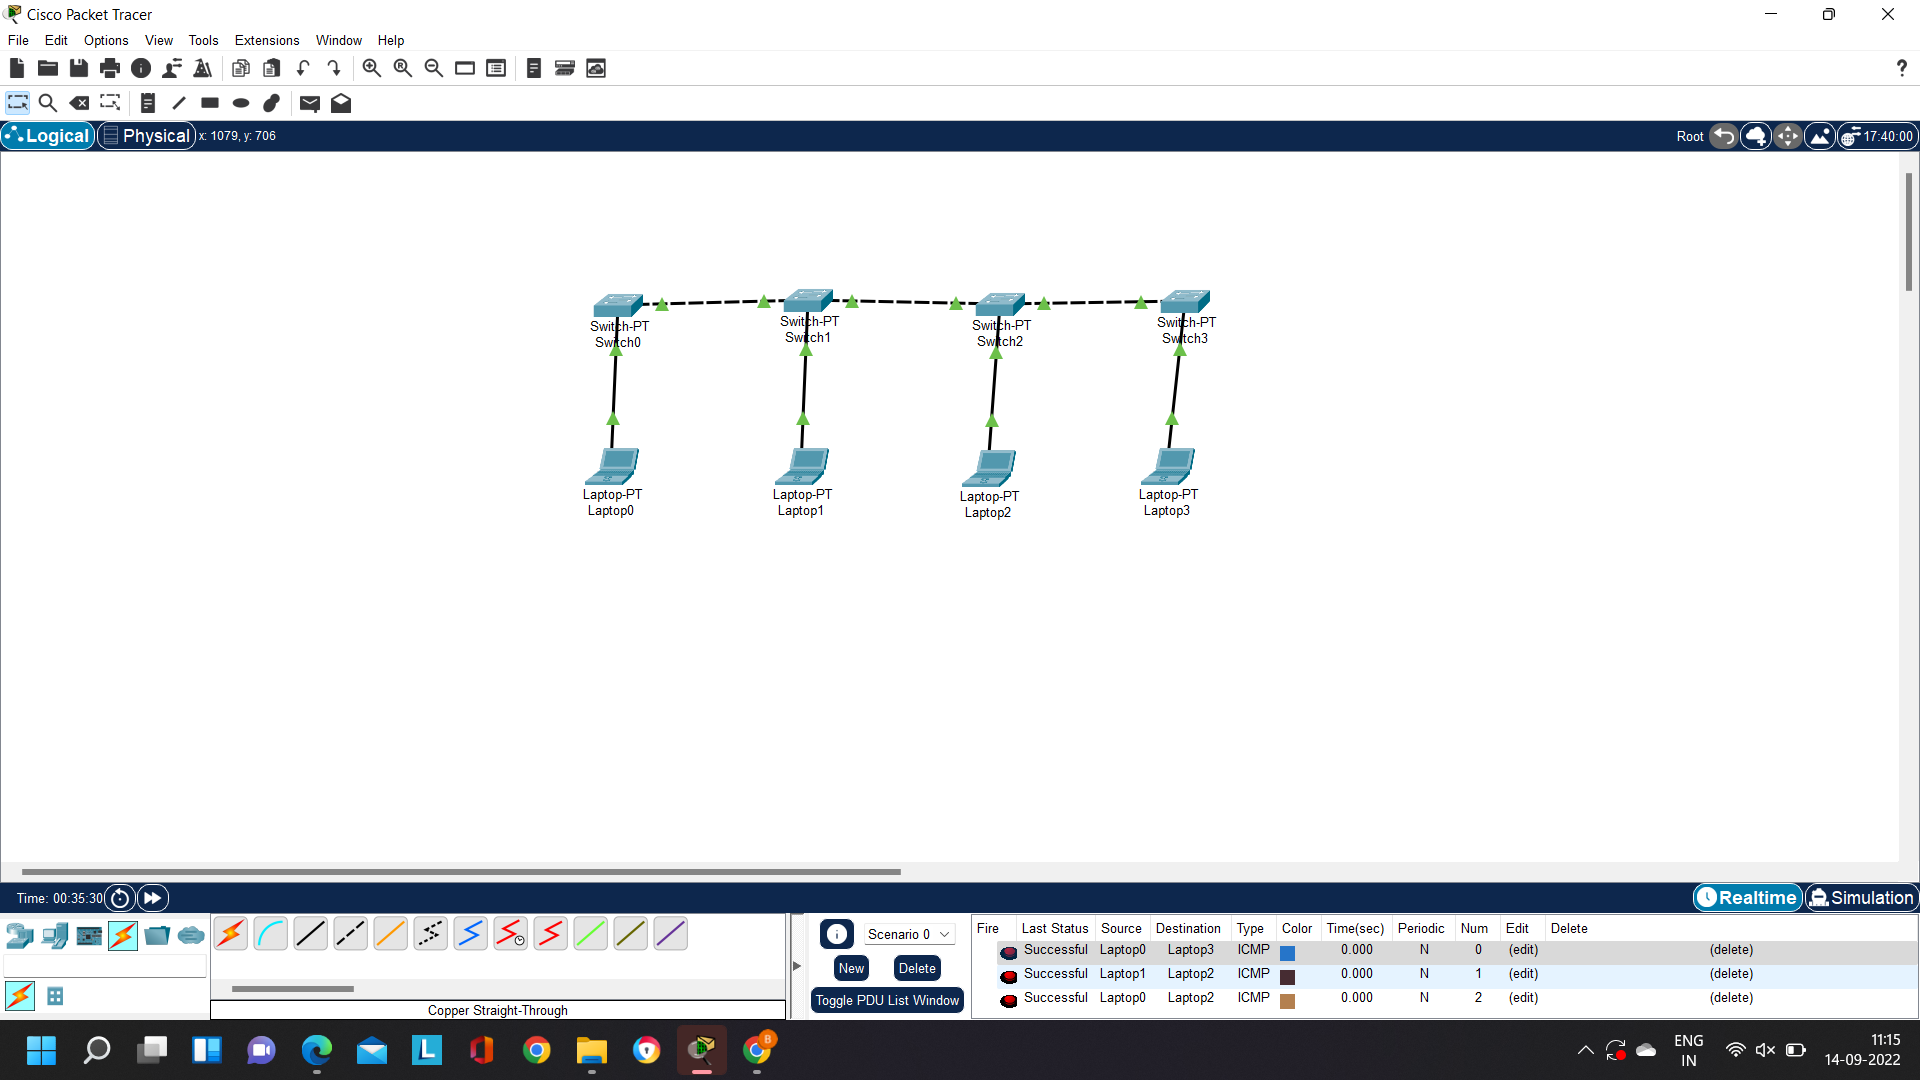 Cisco Packet Tracer
File Edit Options View Tools Extensions Window Help
?
Logical Physical x: 1079, y: 706 Root 17:40:00
Switch-PT Switch-PT Switch-PT Switch-PT
Switch0 Switch1 Switch2 Switch3
Laptop-PT Laptop-PT Laptop-PT Laptop-PT
Laptop0 Laptop1 Laptop2 Laptop3
Time: 00:35:30 Realtime Simulation
Scenario 0
New Delete
Toggle PDU List Window
Copper Straight-Through
Fire Last Status Source Destination Type Color Time(sec) Periodic Num Edit Delete
Successful Laptop0 Laptop3 ICMP 0.000 N 0 (edit) (delete)
Successful Laptop1 Laptop2 ICMP 0.000 N 1 (edit) (delete)
Successful Laptop0 Laptop2 ICMP 0.000 N 2 (edit) (delete)
L
B
ENG
IN
11:15
14-09-2022